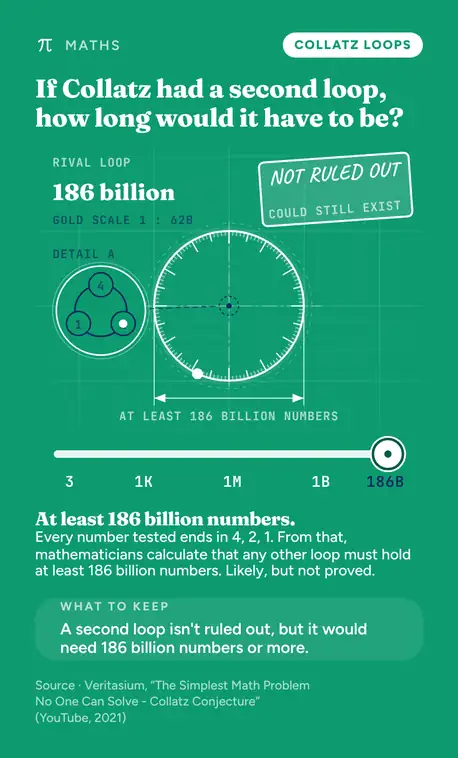 π MATHS
COLLATZ LOOPS
If Collatz had a second loop,
how long would it have to be?
RIVAL LOOP
186 billion
GOLD SCALE 1 : 628
NOT RULED OUT
COULD STILL EXIST
DETAIL A
4
1
AT LEAST 186 BILLION NUMBERS
3 1K 1M 1B 186B
At least 186 billion numbers.
Every number tested ends in 4, 2, 1. From that,
mathematicians calculate that any other loop must hold
at least 186 billion numbers. Likely, but not proved.
WHAT TO KEEP
A second loop isn't ruled out, but it would
need 186 billion numbers or more.
Source · Veritasium, “The Simplest Math Problem
No One Can Solve - Collatz Conjecture”
(YouTube, 2021)